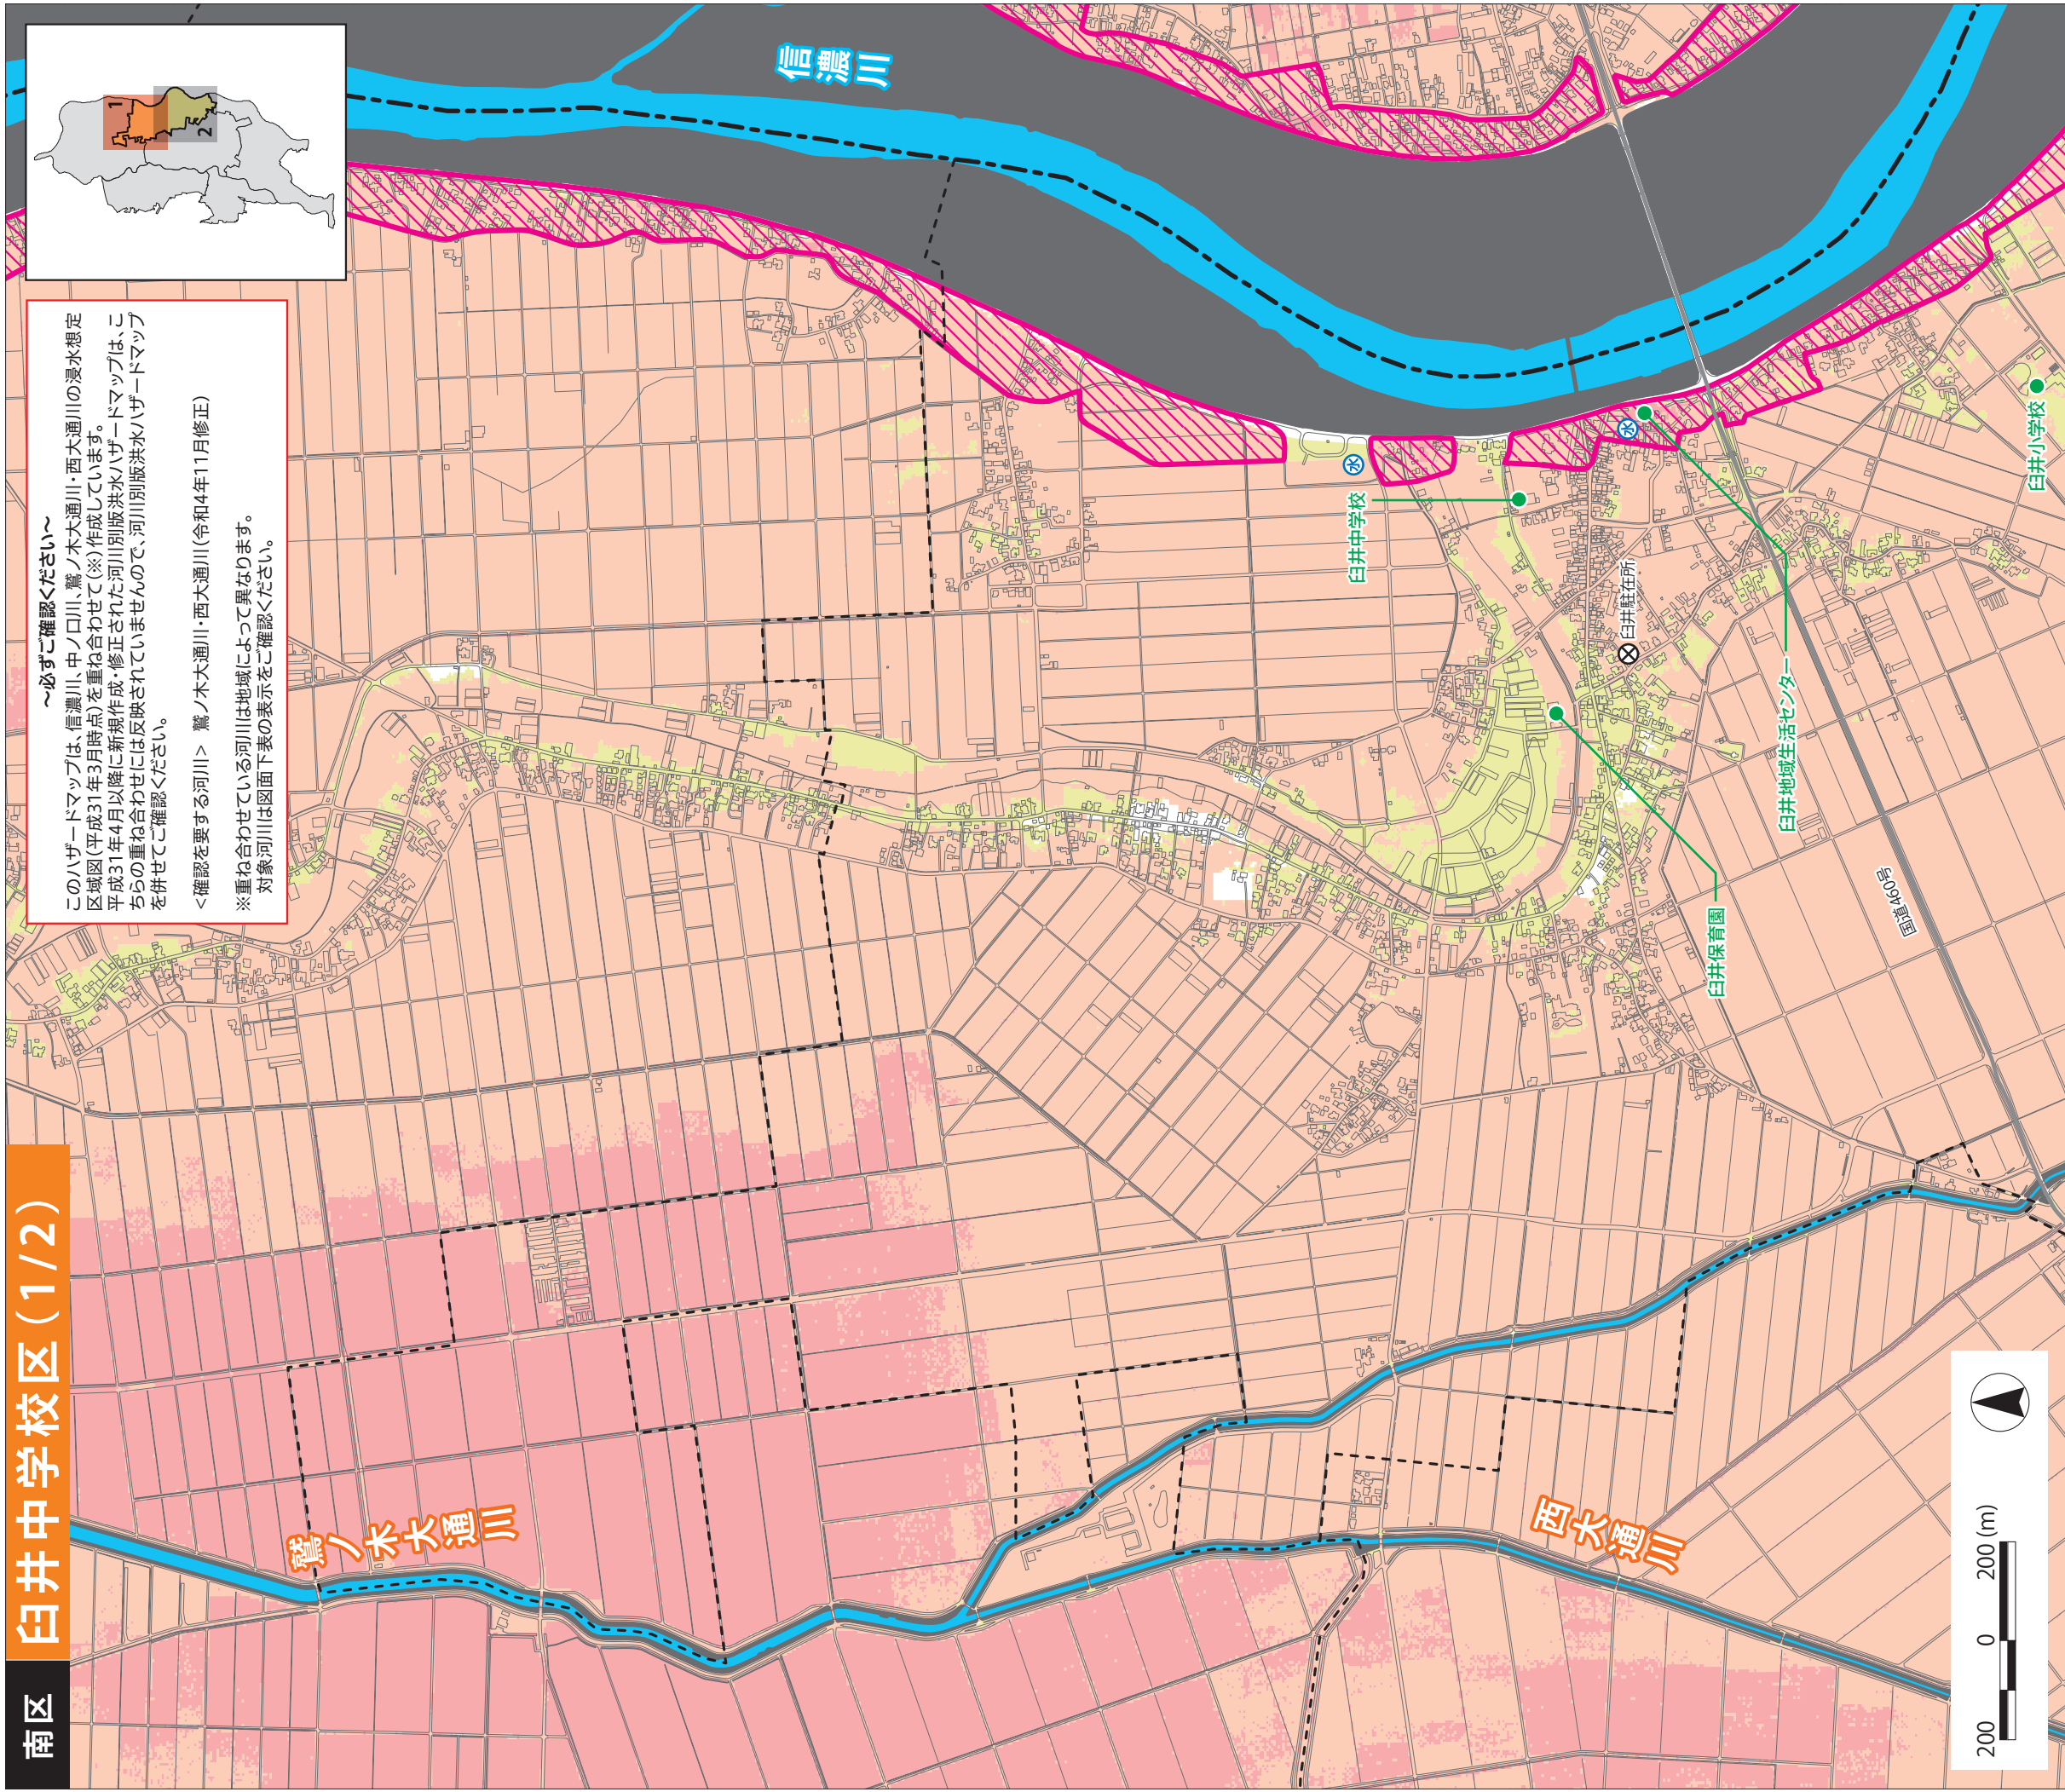 南区
臼井中学校区(1/2)
～必ずご確認ください～
このハザードマップは、信濃川、中ノ口川、鷲ノ木大通川・西大通川の浸水想定
区域図(平成31年3月時点)を重ね合わせて(※)作成しています。
平成31年4月以降に新規作成・修正された河川別版洪水ハザードマップは、こ
ちらの重ね合わせには反映されていませんので、河川別版洪水ハザードマップ
を併せてご確認ください。
＜確認を要する河川＞　鷲ノ木大通川・西大通川(令和4年11月修正)
※重ね合わせている河川は地域によって異なります。
対象河川は図面下表の表示をご確認ください。
1
2
信濃川
鷲ノ木大通川
西大通川
水
臼井中学校
水
臼井駐在所
臼井小学校
臼井地域生活センター
臼井保育園
国道460号
200 0 200 (m)